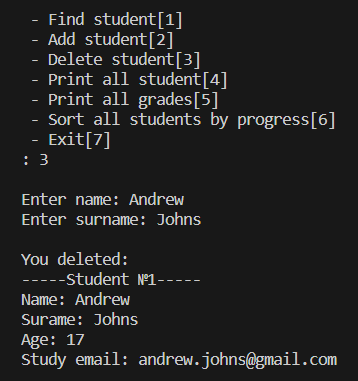 - Find student[1]
- Add student[2]
- Delete student[3]
- Print all student[4]
- Print all grades[5]
- Sort all students by progress[6]
- Exit[7]
: 3
Enter name: Andrew
Enter surname: Johns
You deleted:
-----Student №1-----
Name: Andrew
Surame: Johns
Age: 17
Study email: andrew.johns@gmail.com